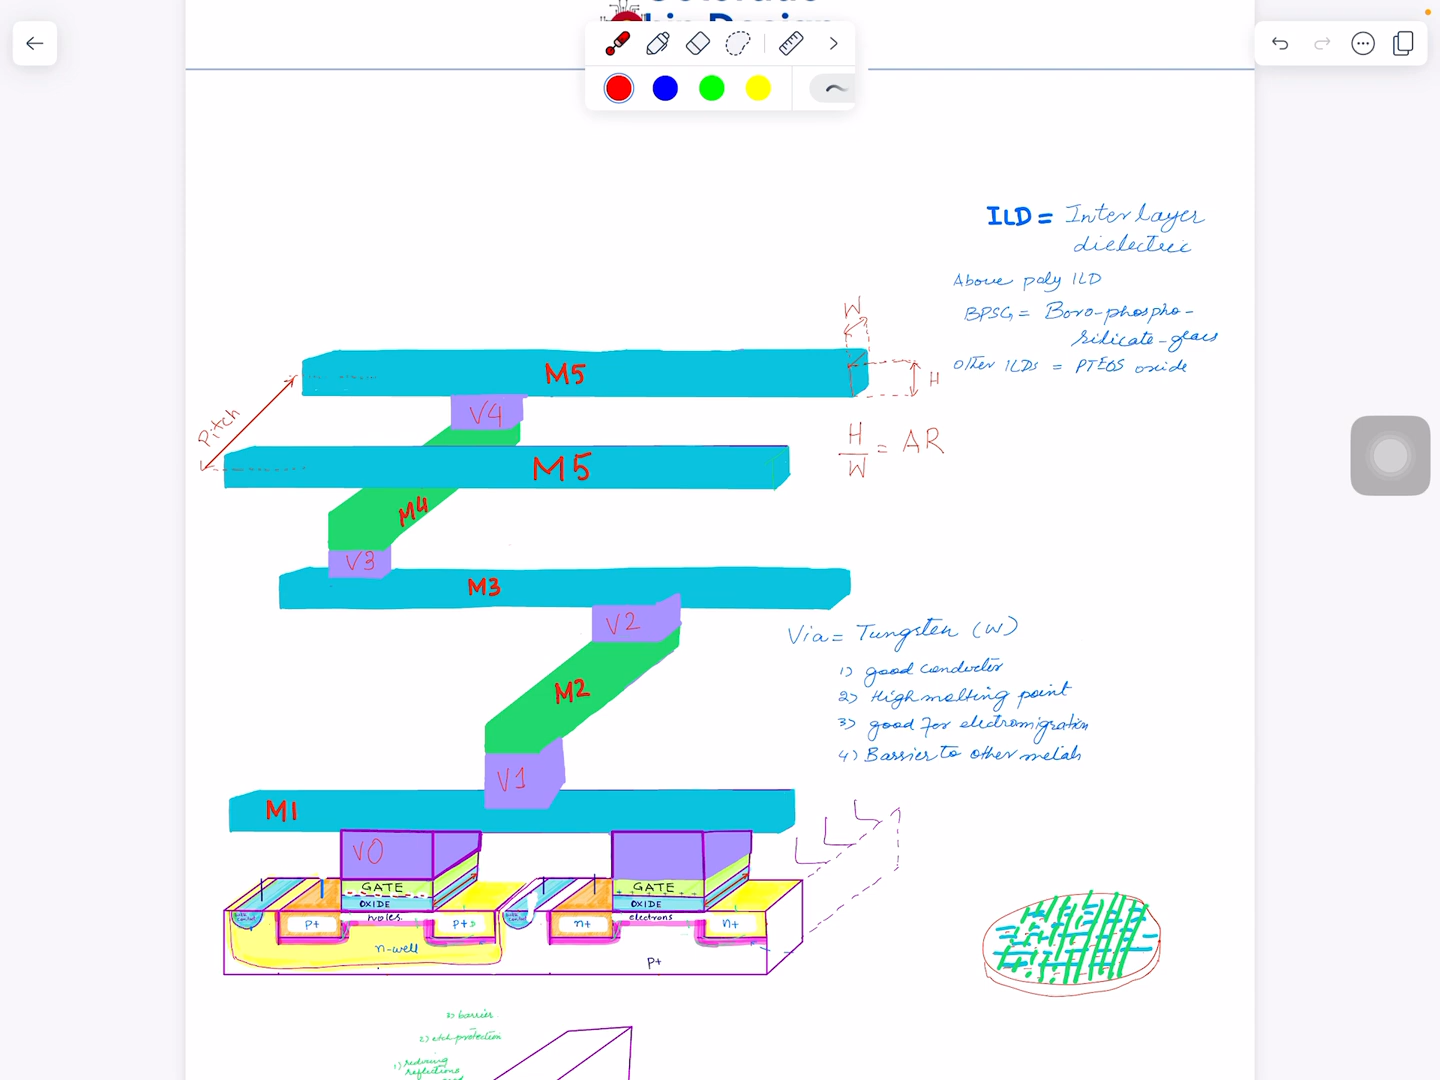 ILD = Inter layer
dielectric
Above poly ILD
BPSG = Boro-phospho-
silicate-glass
Other ILDs = PTEOS oxide
W
H
H
W
= AR
Pitch
M5
V4
M5
M4
V3
M3
V2
M2
V1
M1
Via = Tungsten (W)
1) good conductor
2) High melting point
3) good for electromigration
4) Barrier to other metals
V0
GATE
OXIDE
holes
P+
P+
n-well
GATE
OXIDE
electrons
n+
n+
P+
3) barrier
2) etch protection
1) reducing
reflections